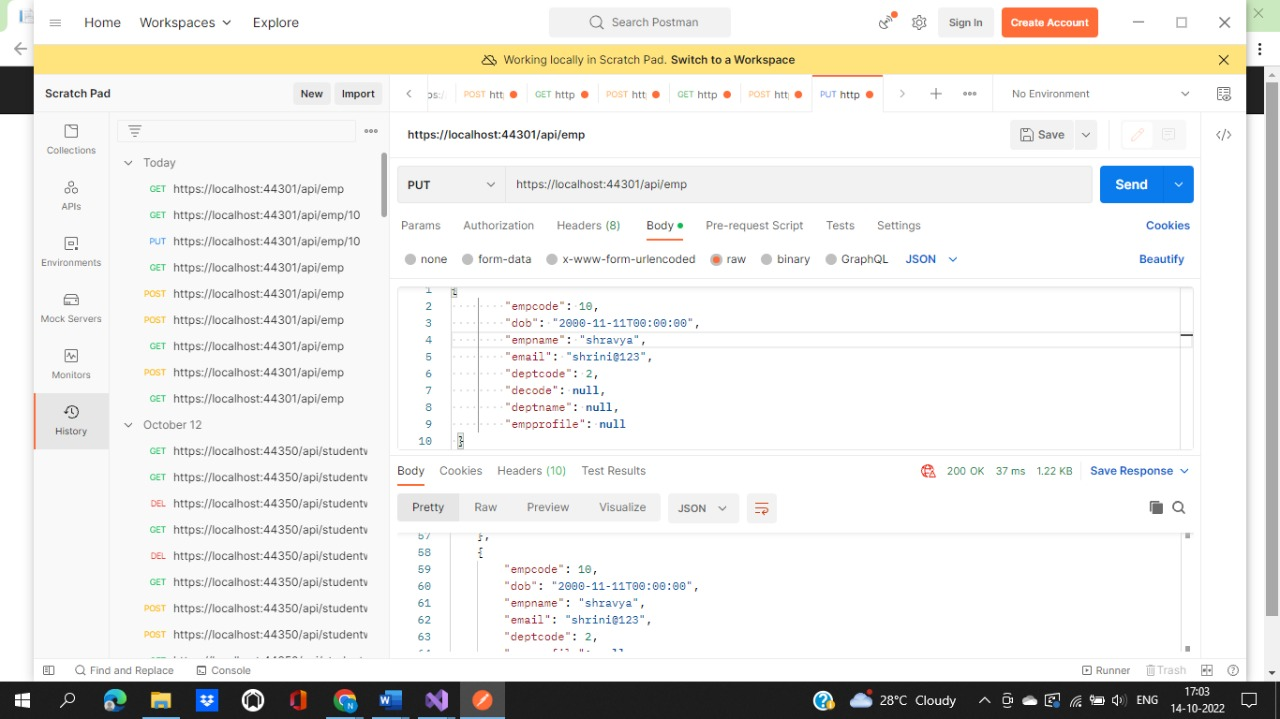 Home Workspaces Explore Search Postman Sign In Create Account
Working locally in Scratch Pad. Switch to a Workspace
Scratch Pad New Import
POST htt GET http POST htt GET http POST htt PUT http No Environment
Collections
APIs
Environments
Mock Servers
Monitors
History
Today
GET https://localhost:44301/api/emp
GET https://localhost:44301/api/emp/10
PUT https://localhost:44301/api/emp/10
GET https://localhost:44301/api/emp
POST https://localhost:44301/api/emp
POST https://localhost:44301/api/emp
GET https://localhost:44301/api/emp
POST https://localhost:44301/api/emp
GET https://localhost:44301/api/emp
October 12
GET https://localhost:44350/api/studentv
GET https://localhost:44350/api/studentv
DEL https://localhost:44350/api/studentv
GET https://localhost:44350/api/studentv
DEL https://localhost:44350/api/studentv
GET https://localhost:44350/api/studentv
POST https://localhost:44350/api/studentv
POST https://localhost:44350/api/studentv
https://localhost:44301/api/emp Save
PUT https://localhost:44301/api/emp Send
Params Authorization Headers (8) Body Pre-request Script Tests Settings Cookies
none form-data x-www-form-urlencoded raw binary GraphQL JSON Beautify
1 {
2 "empcode": 10,
3 "dob": "2000-11-11T00:00:00",
4 "empname": "shravya",
5 "email": "shrini@123",
6 "deptcode": 2,
7 "decode": null,
8 "deptname": null,
9 "empprofile": null
10 }
Body Cookies Headers (10) Test Results 200 OK 37 ms 1.22 KB Save Response
Pretty Raw Preview Visualize JSON
57 },
58 {
59 "empcode": 10,
60 "dob": "2000-11-11T00:00:00",
61 "empname": "shravya",
62 "email": "shrini@123",
63 "deptcode": 2,
Find and Replace Console Runner Trash
28°C Cloudy ENG 17:03
14-10-2022